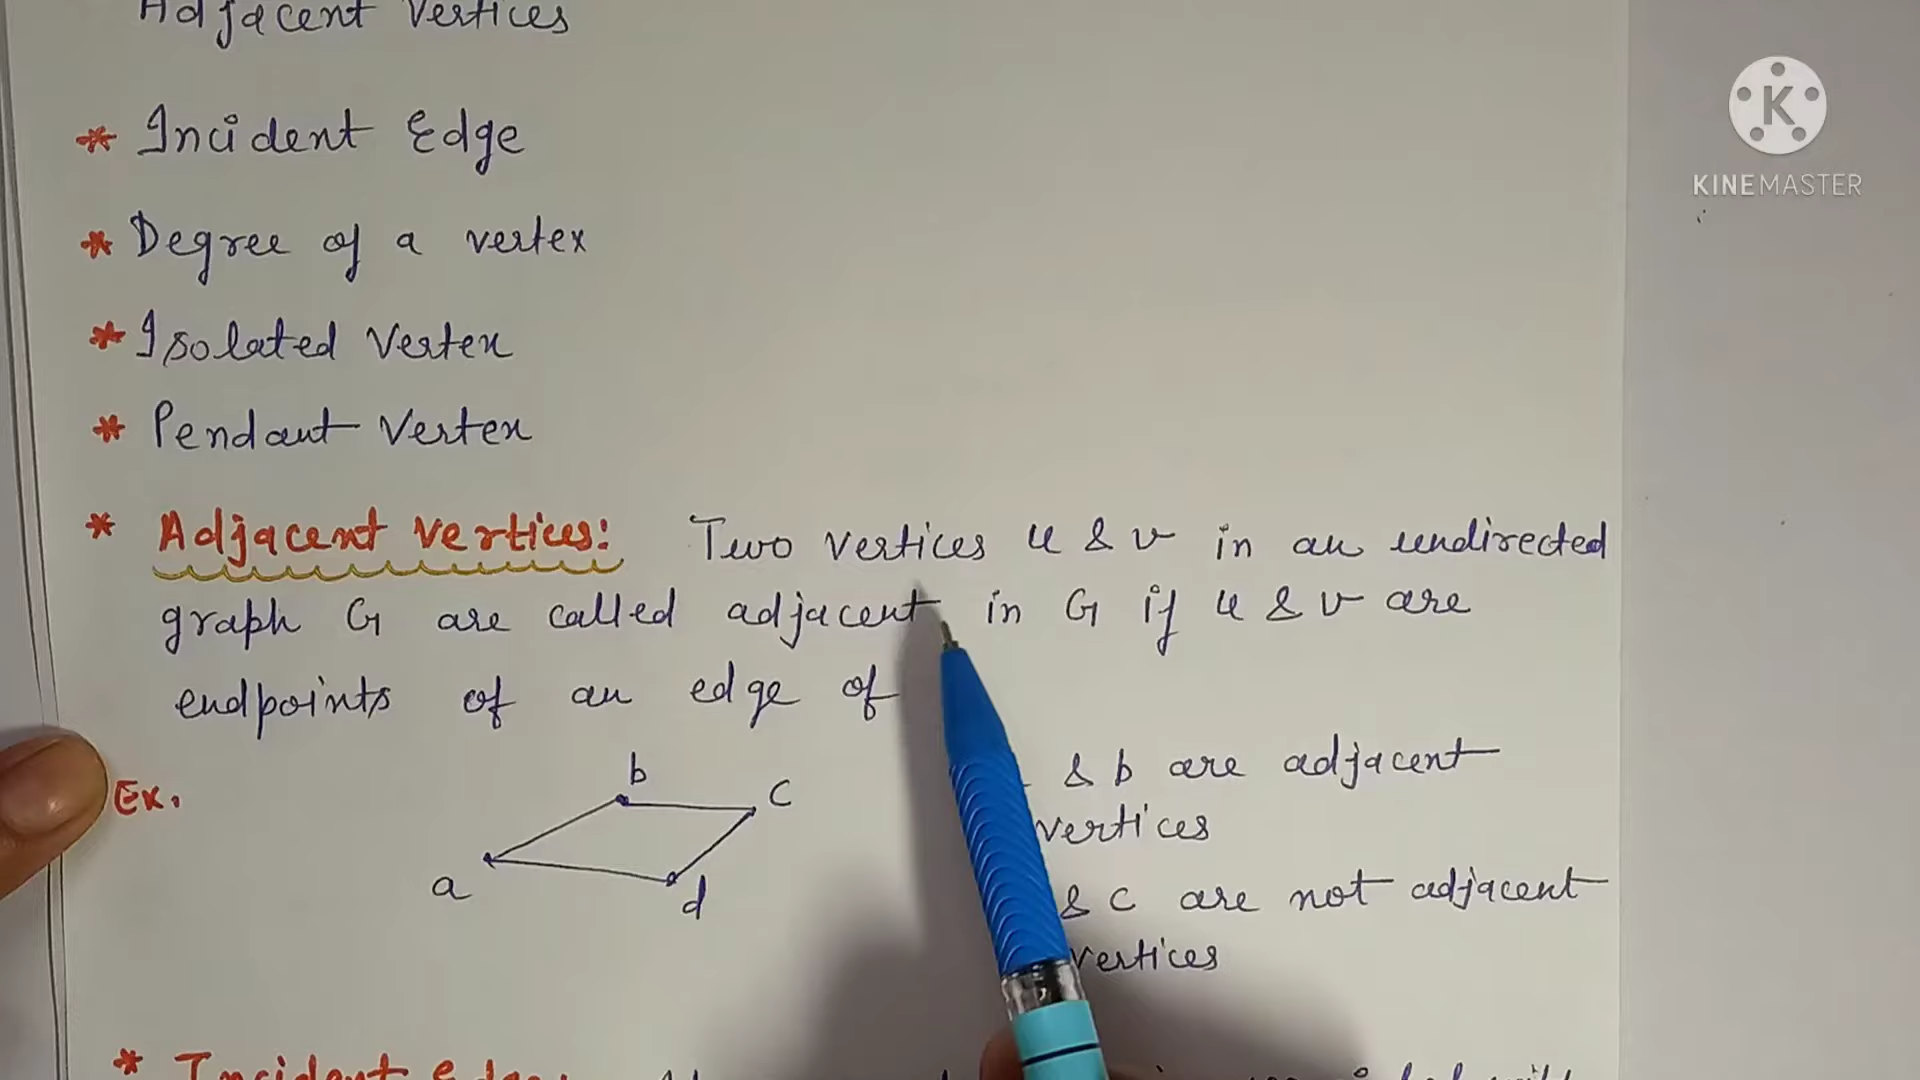 Adjacent Vertices
* Incident Edge
* Degree of a vertex
* Isolated Vertex
* Pendant Vertex
* Adjacent vertices: Two vertices u & v in an undirected
graph G are called adjacent in G if u & v are
endpoints of an edge of
Ex.
b
c
a
d
& b are adjacent
vertices
& c are not adjacent
vertices
* Incident Edge:
K
KINEMASTER